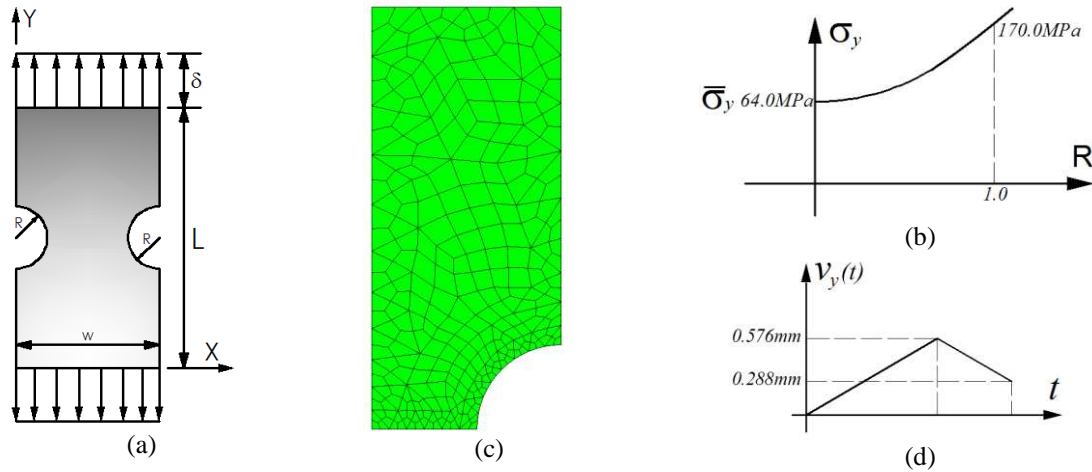 Y
δ
R
R
L
W
X
(a)
(c)
σy
170.0MPa
σ̄y 64.0MPa
R
1.0
(b)
vy(t)
0.576mm
0.288mm
t
(d)